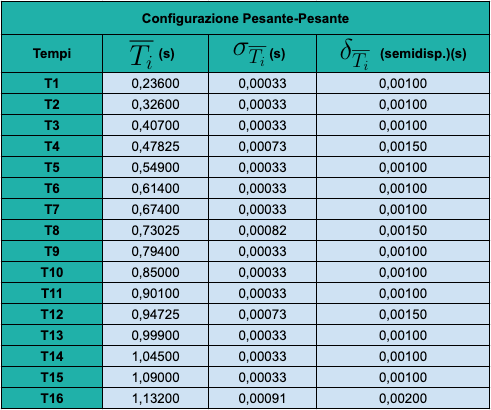 Configurazione Pesante-Pesante
Tempi $\overline{T_i}$ (s) $\sigma_{\overline{T_i}}$ (s) $\delta_{\overline{T_i}}$ (semidisp.)(s)
T1 0,23600 0,00033 0,00100
T2 0,32600 0,00033 0,00100
T3 0,40700 0,00033 0,00100
T4 0,47825 0,00073 0,00150
T5 0,54900 0,00033 0,00100
T6 0,61400 0,00033 0,00100
T7 0,67400 0,00033 0,00100
T8 0,73025 0,00082 0,00150
T9 0,79400 0,00033 0,00100
T10 0,85000 0,00033 0,00100
T11 0,90100 0,00033 0,00100
T12 0,94725 0,00073 0,00150
T13 0,99900 0,00033 0,00100
T14 1,04500 0,00033 0,00100
T15 1,09000 0,00033 0,00100
T16 1,13200 0,00091 0,00200